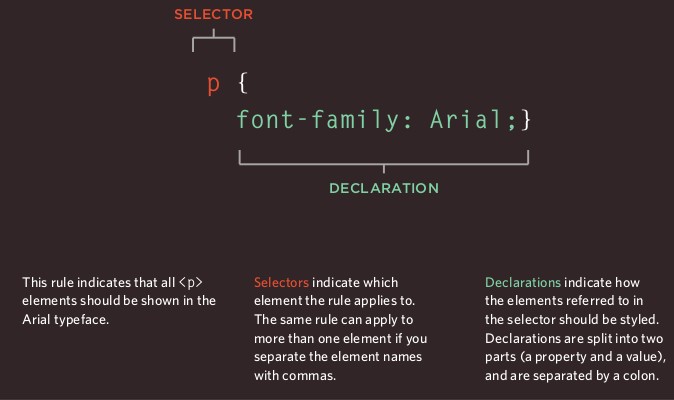 SELECTOR
p {
font-family: Arial;}
DECLARATION
This rule indicates that all <p>
elements should be shown in the
Arial typeface.
Selectors indicate which
element the rule applies to.
The same rule can apply to
more than one element if you
separate the element names
with commas.
Declarations indicate how
the elements referred to in
the selector should be styled.
Declarations are split into two
parts (a property and a value),
and are separated by a colon.